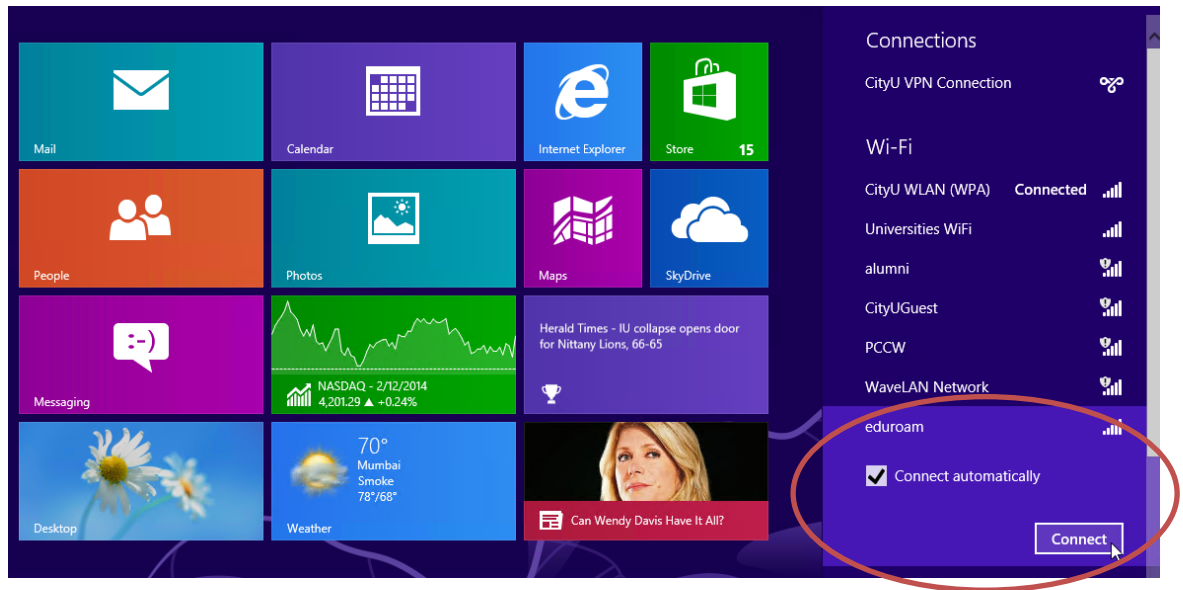 Mail
Calendar
Internet Explorer
Store 15
People
Photos
Maps
SkyDrive
Messaging
:-)
NASDAQ - 2/12/2014
4,201.29 ▲ +0.24%
Herald Times - IU collapse opens door
for Nittany Lions, 66-65
Desktop
70°
Mumbai
Smoke
78°/68°
Weather
Can Wendy Davis Have It All?
Connections
CityU VPN Connection
Wi-Fi
CityU WLAN (WPA) Connected
Universities WiFi
alumni
CityUGuest
PCCW
WaveLAN Network
eduroam
Connect automatically
Connect